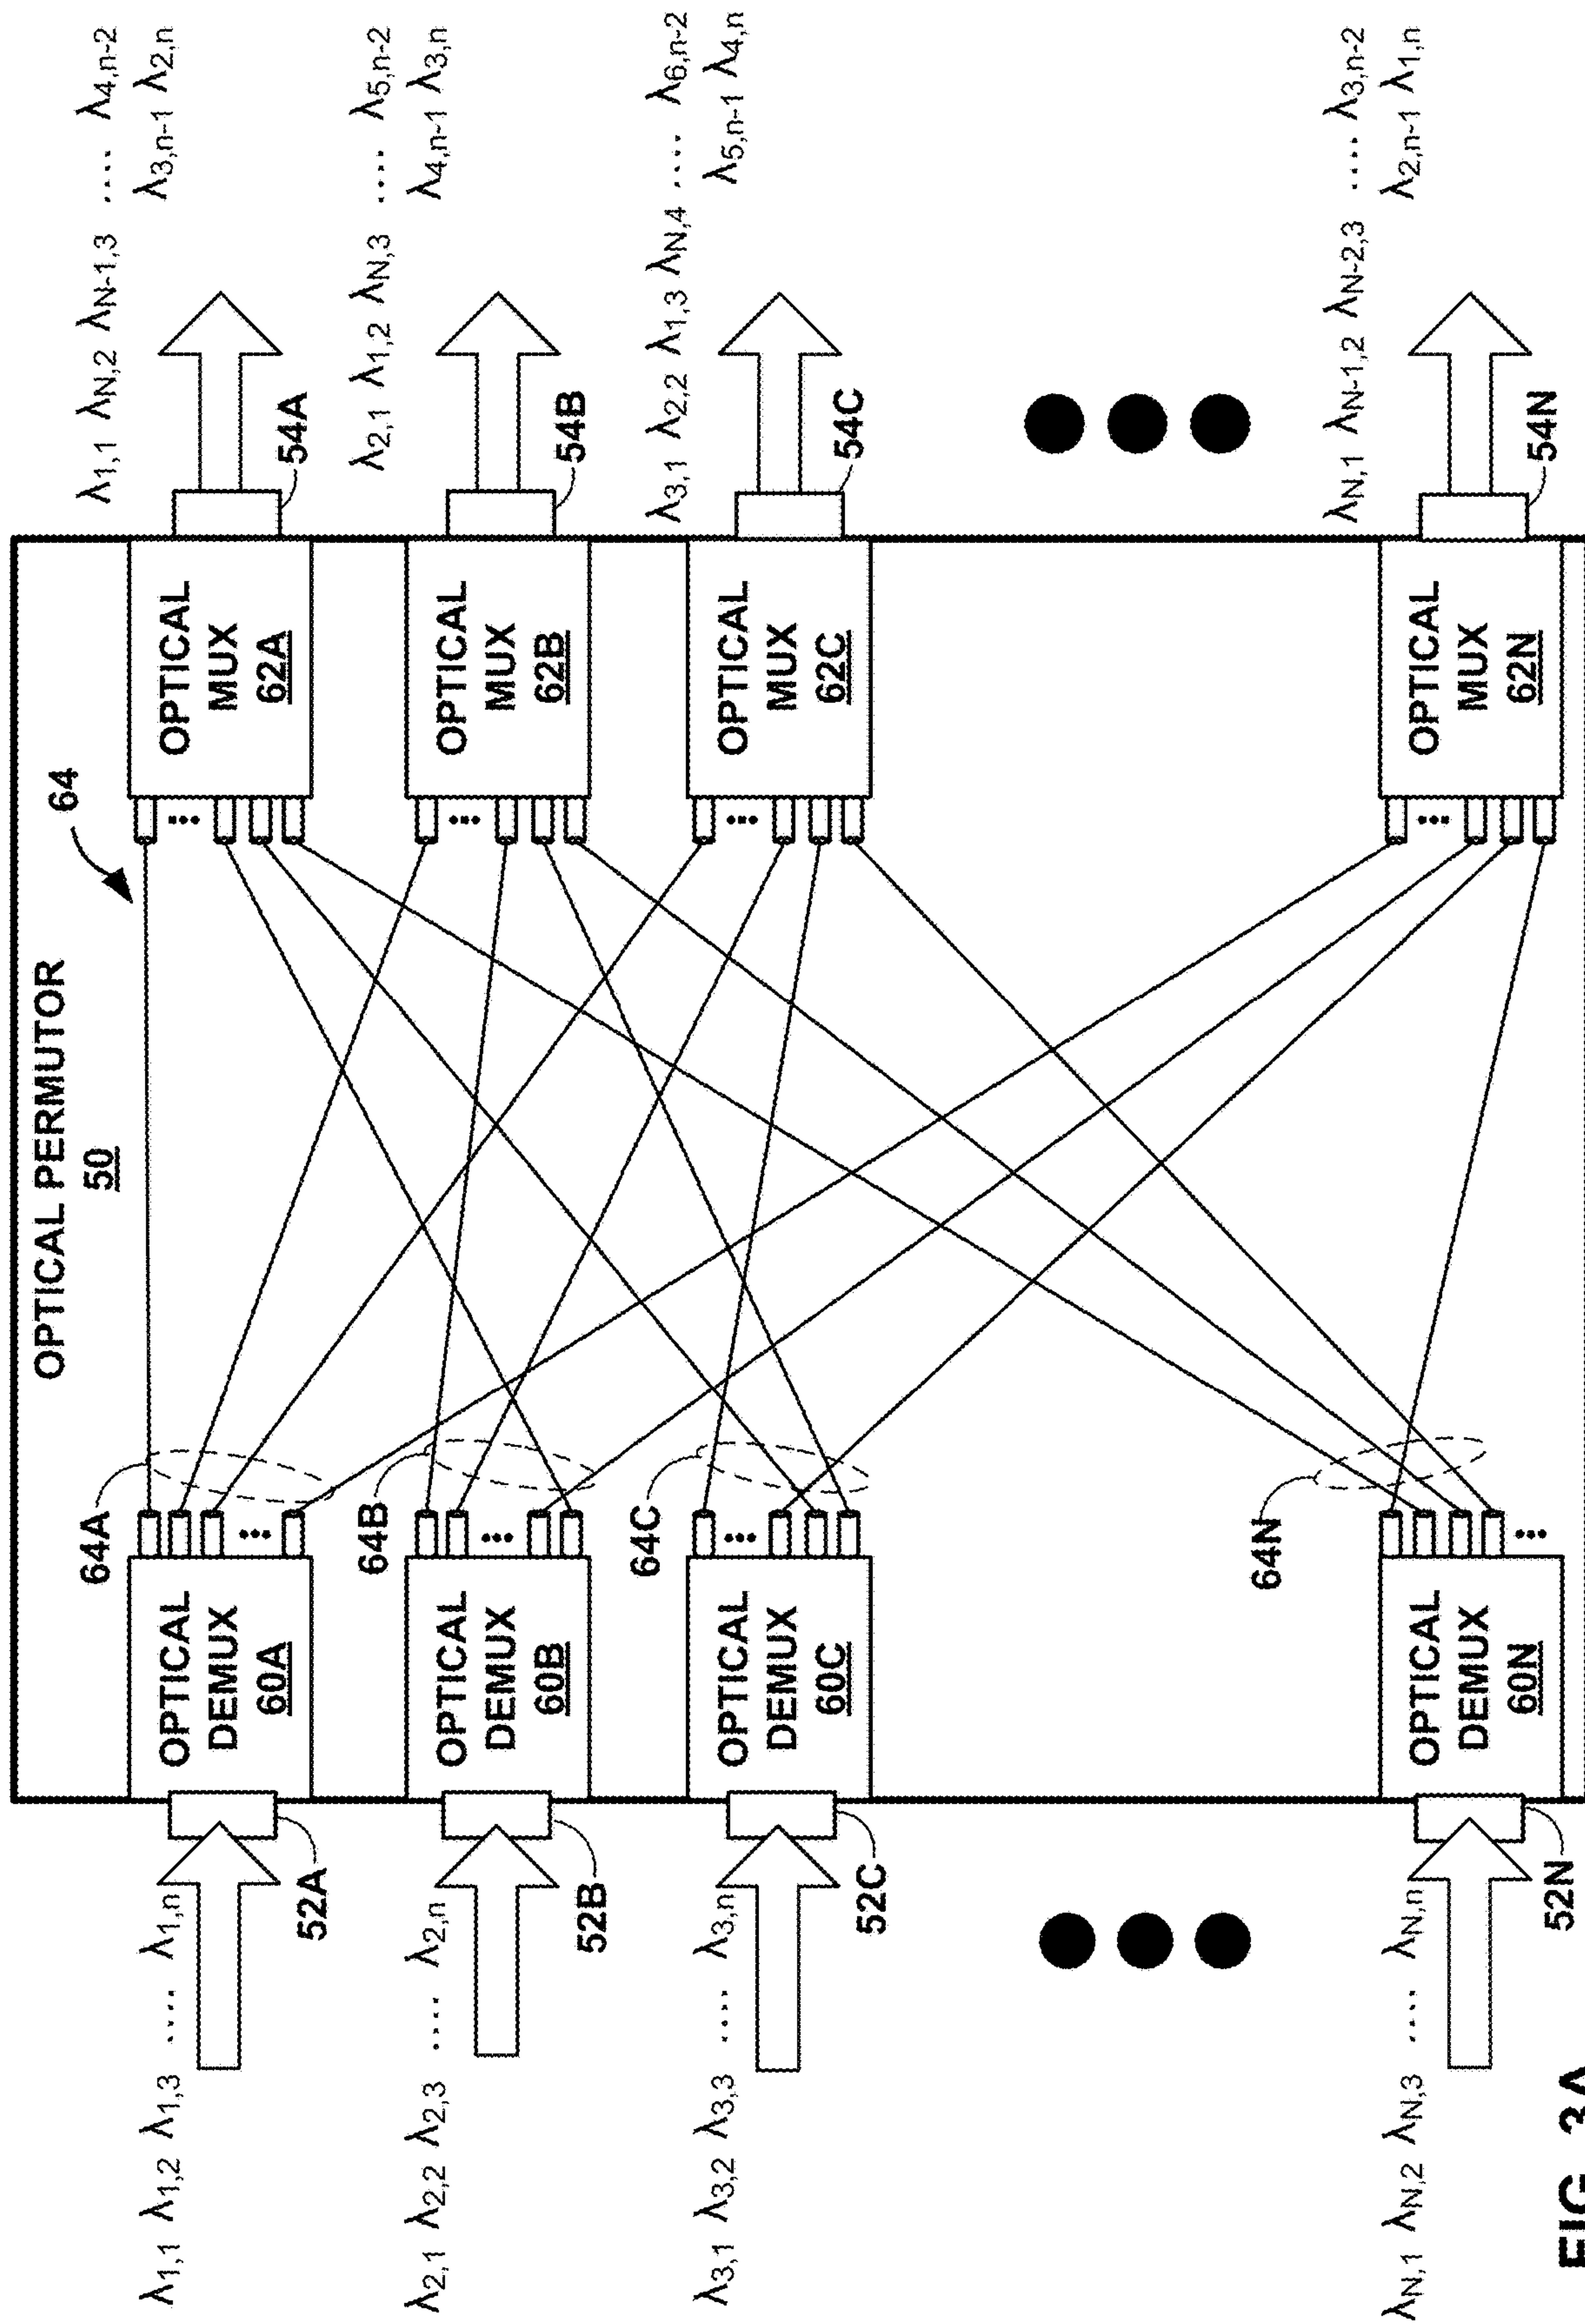 OPTICAL PERMUTOR
50
64
λ1,1 λ1,2 λ1,3 .... λ1,n
52A
OPTICAL
DEMUX
60A
64A
OPTICAL
MUX
62A
54A
λ1,1 λN,2 λN-1,3 .... λ4,n-2
λ3,n-1 λ2,n
λ2,1 λ2,2 λ2,3 .... λ2,n
52B
OPTICAL
DEMUX
60B
64B
OPTICAL
MUX
62B
54B
λ2,1 λ1,2 λN,3 .... λ5,n-2
λ4,n-1 λ3,n
λ3,1 λ3,2 λ3,3 .... λ3,n
52C
OPTICAL
DEMUX
60C
64C
OPTICAL
MUX
62C
54C
λ3,1 λ2,2 λ1,3 λN,4 .... λ6,n-2
λ5,n-1 λ4,n
λN,1 λN,2 λN,3 .... λN,n
52N
OPTICAL
DEMUX
60N
64N
OPTICAL
MUX
62N
54N
λN,1 λN-1,2 λN-2,3 .... λ3,n-2
λ2,n-1 λ1,n
FIG. 3A